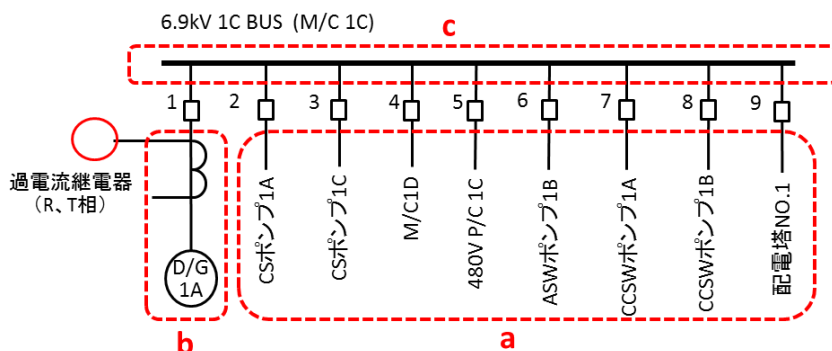 6.9kV 1C BUS (M/C 1C)
c
1
2
3
4
5
6
7
8
9
過電流継電器
（R、T相）
D/G
1A
CSポンプ1A
CSポンプ1C
M/C1D
480V P/C 1C
ASWポンプ1B
CCSWポンプ1A
CCSWポンプ1B
配電塔NO.1
b
a